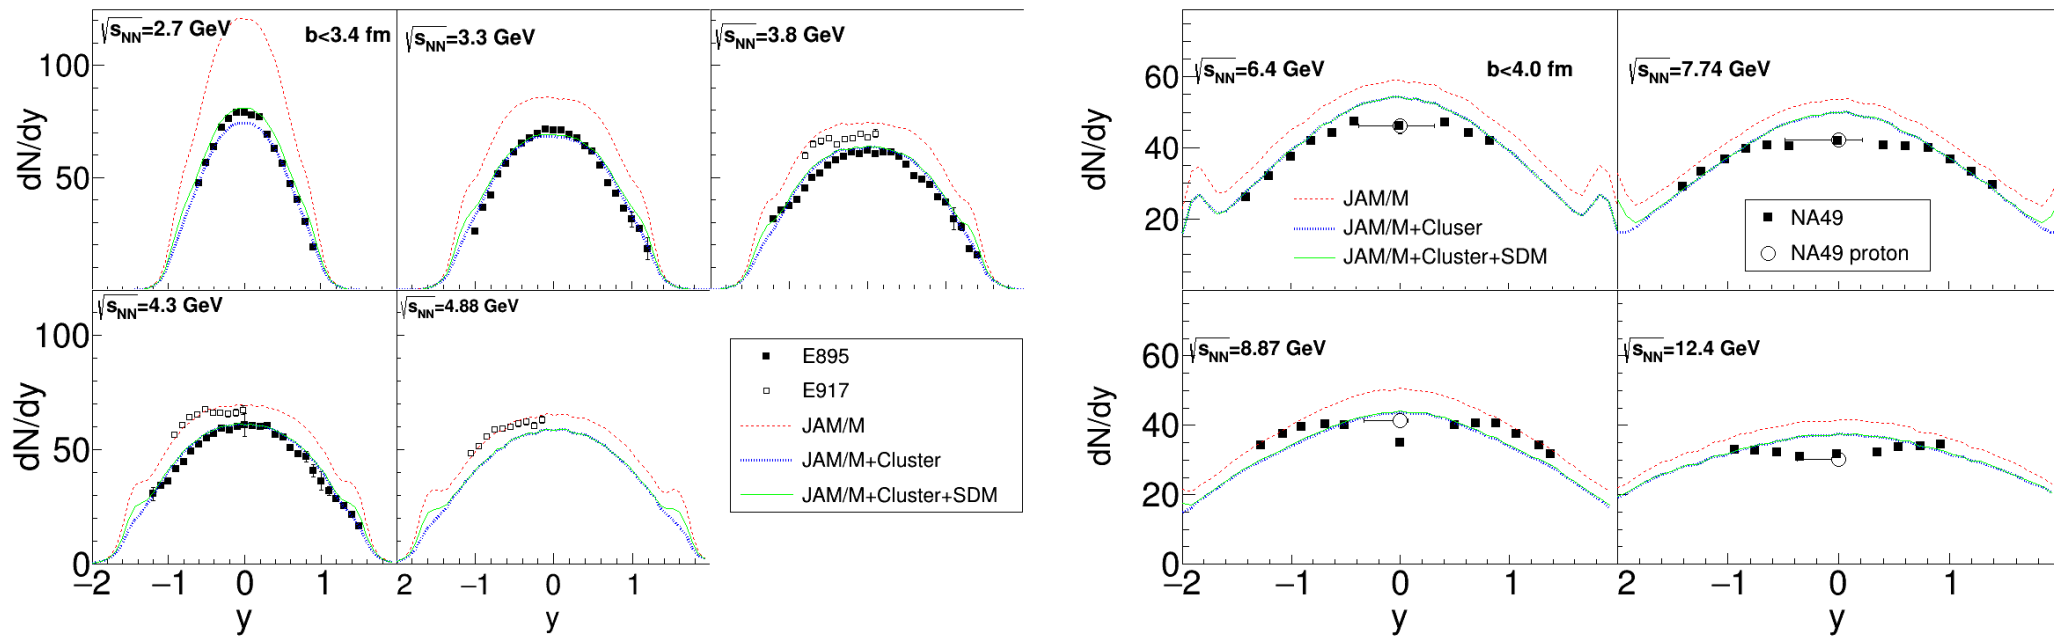 √sNN=2.7 GeV
b<3.4 fm
√sNN=3.3 GeV
√sNN=3.8 GeV
100
50
dN/dy
√sNN=4.3 GeV
√sNN=4.88 GeV
100
50
0
dN/dy
−2 −1 0 1
y
2 −1 0 1
y
E895
E917
JAM/M
JAM/M+Cluster
JAM/M+Cluster+SDM
√sNN=6.4 GeV
b<4.0 fm
√sNN=7.74 GeV
60
40
20
dN/dy
JAM/M
JAM/M+Cluser
JAM/M+Cluster+SDM
NA49
NA49 proton
√sNN=8.87 GeV
√sNN=12.4 GeV
60
40
20
0
dN/dy
−2 −1 0 1
y
2 −1 0 1 2
y